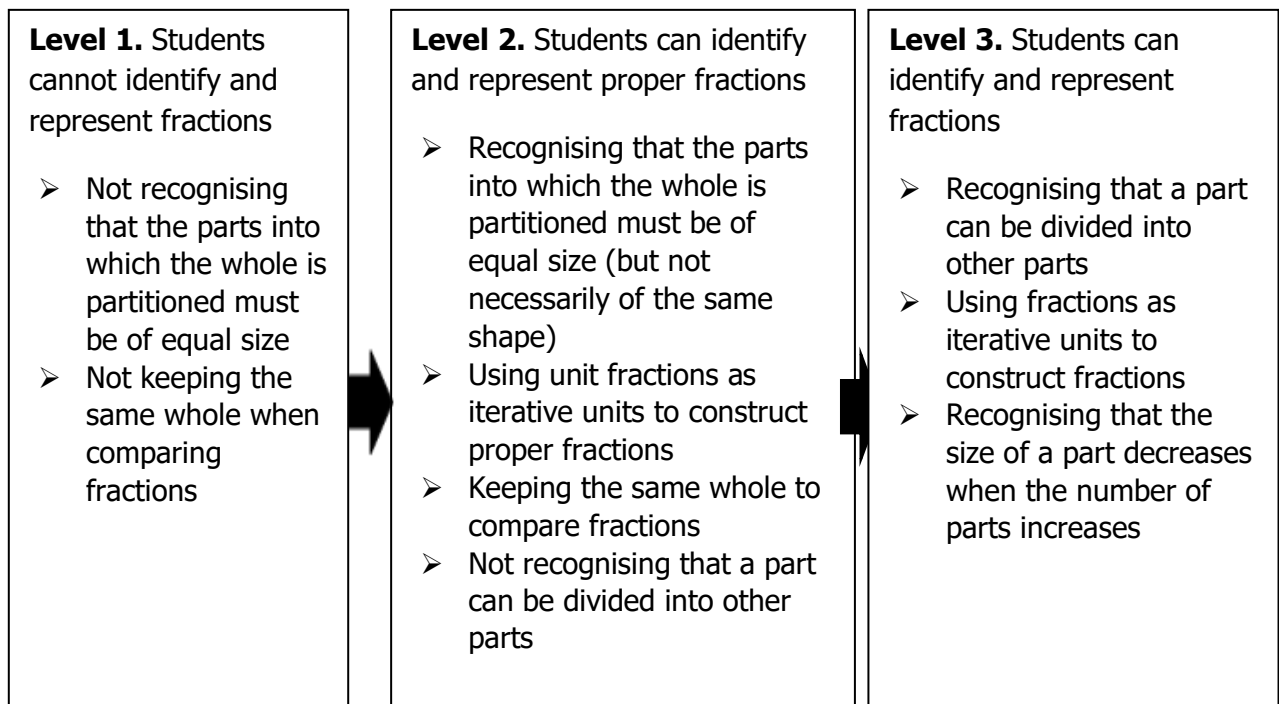 Level 1. Students
cannot identify and
represent fractions
➢ Not recognising
that the parts into
which the whole is
partitioned must
be of equal size
➢ Not keeping the
same whole when
comparing
fractions
Level 2. Students can identify
and represent proper fractions
➢ Recognising that the parts
into which the whole is
partitioned must be of
equal size (but not
necessarily of the same
shape)
➢ Using unit fractions as
iterative units to construct
proper fractions
➢ Keeping the same whole to
compare fractions
➢ Not recognising that a part
can be divided into other
parts
Level 3. Students can
identify and represent
fractions
➢ Recognising that a part
can be divided into
other parts
➢ Using fractions as
iterative units to
construct fractions
➢ Recognising that the
size of a part decreases
when the number of
parts increases